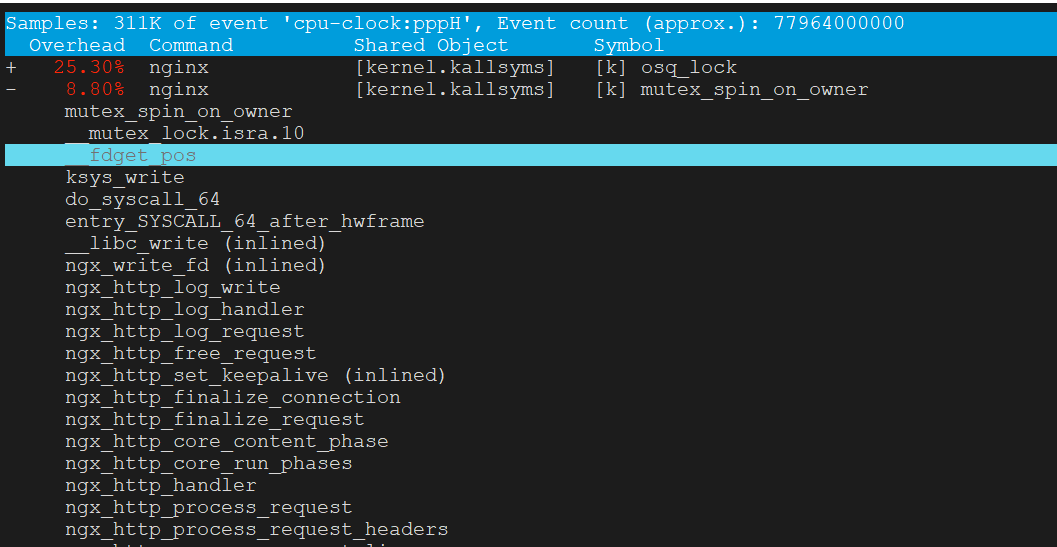 Samples: 311K of event 'cpu-clock:pppH', Event count (approx.): 77964000000
Overhead Command Shared Object Symbol
+ 25.30% nginx [kernel.kallsyms] [k] osq_lock
- 8.80% nginx [kernel.kallsyms] [k] mutex_spin_on_owner
mutex_spin_on_owner
__mutex_lock.isra.10
__fdget_pos
ksys_write
do_syscall_64
entry_SYSCALL_64_after_hwframe
__libc_write (inlined)
ngx_write_fd (inlined)
ngx_http_log_write
ngx_http_log_handler
ngx_http_log_request
ngx_http_free_request
ngx_http_set_keepalive (inlined)
ngx_http_finalize_connection
ngx_http_finalize_request
ngx_http_core_content_phase
ngx_http_core_run_phases
ngx_http_handler
ngx_http_process_request
ngx_http_process_request_headers